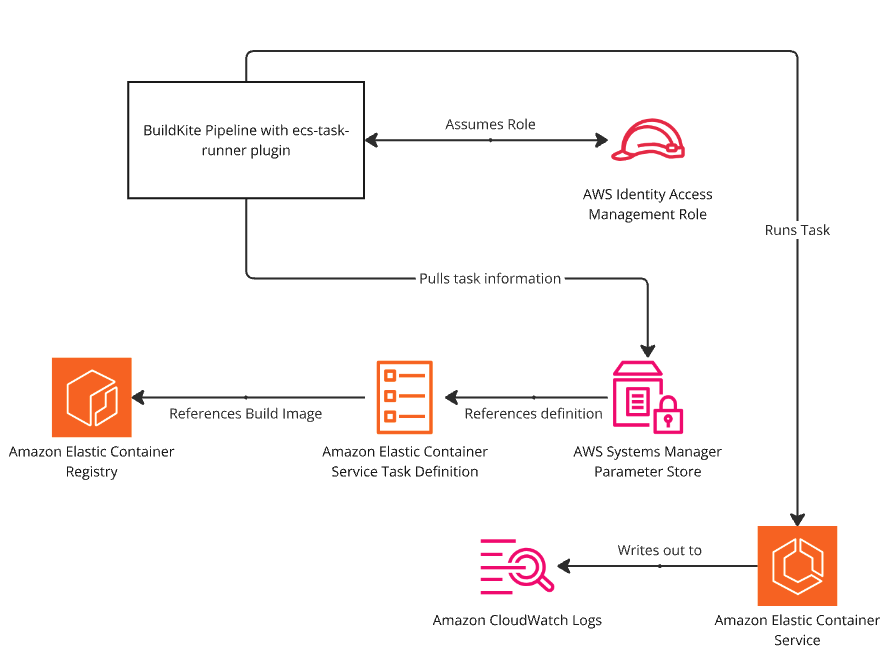 BuildKite Pipeline with ecs-task-
runner plugin
Assumes Role
AWS Identity Access
Management Role
Runs Task
Pulls task information
References Build Image
References definition
Amazon Elastic Container
Registry
Amazon Elastic Container
Service Task Definition
AWS Systems Manager
Parameter Store
Writes out to
Amazon CloudWatch Logs
Amazon Elastic Container
Service